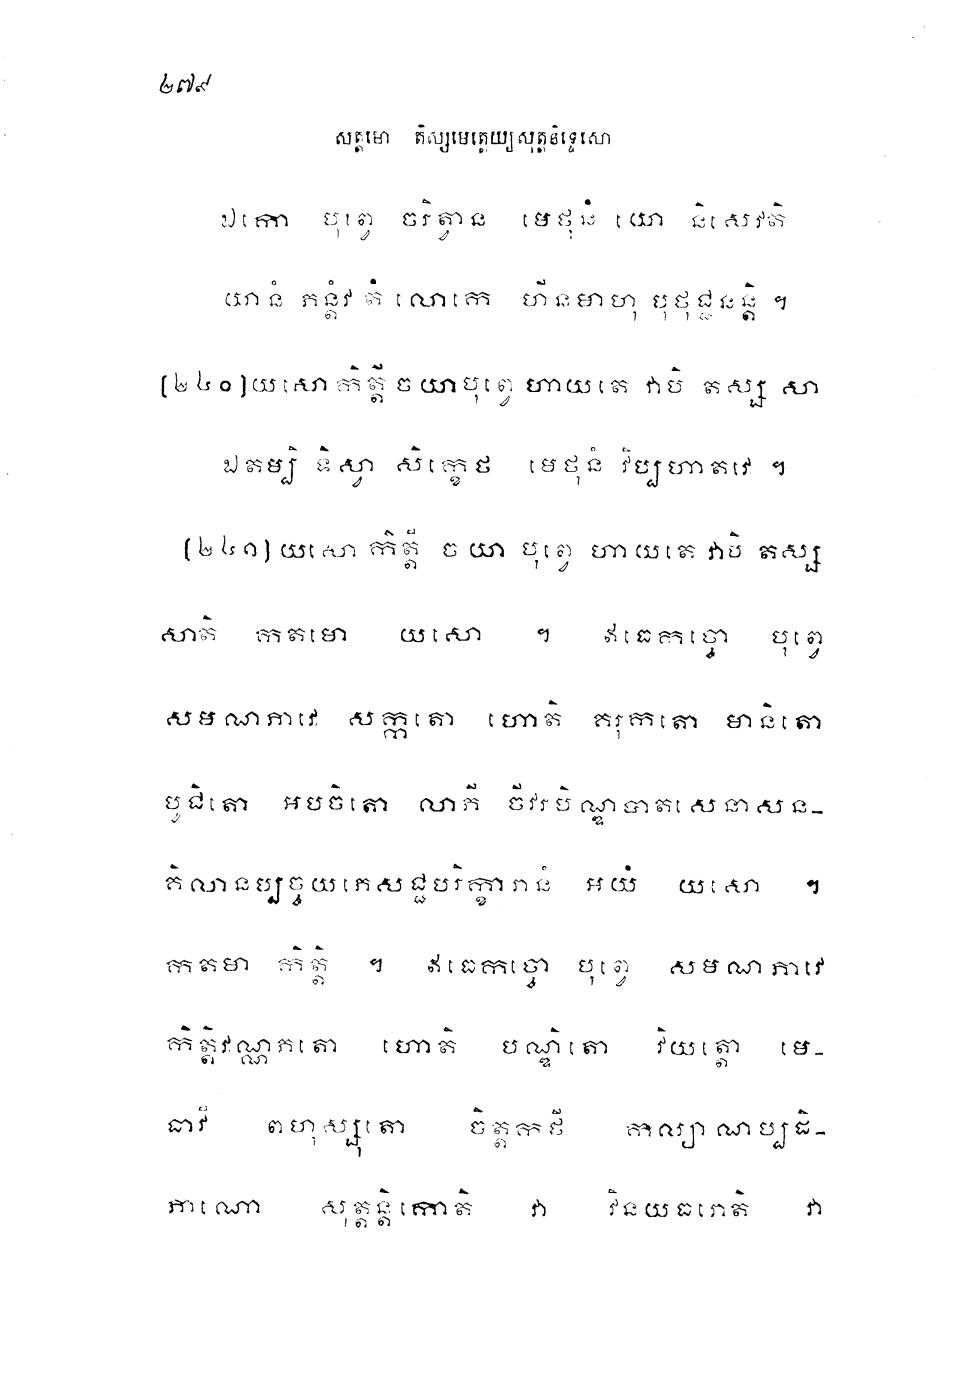 ២៧៩
សត្តមោ តិស្សមេត្តេយ្យសុត្តនិទ្ទេសោ
ឯកោ បុព្វេ ចរិត្វាន មេថុនំ យោ និសេវតិ
យានំ ភន្តំវ តំ លោកេ ហីនមាហុ បុថុជ្ជនន្តិ ។
(២៤០) យសោ កិត្តី ច យា បុព្វេ ហាយតេ វាបិ តស្ស សា
ឯតម្បិ ទិស្វា សិក្ខេថ មេថុនំ វិប្បហាតវេ ។
(២៤១) យសោ កិត្តី ច យា បុព្វេ ហាយតេ វាបិ តស្ស
សាតិ កតមោ យសោ ។ ឥធេកច្ចោ បុព្វេ
សមណភាវេ សក្កតោ ហោតិ គរុកតោ មានិតោ
បូជិតោ អបចិតោ លាភី ចីវរបិណ្ឌបាតសេនាសន-
គិលានប្បច្ចយភេសជ្ជបរិក្ខារានំ អយំ យសោ ។
កតមា កិត្តិ ។ ឥធេកច្ចោ បុព្វេ សមណភាវេ
កិត្តិវណ្ណភតោ ហោតិ បណ្ឌិតោ វិយត្តោ មេ-
ធាវី ពហុស្សុតោ ចិត្តកថី កល្យាណប្បដិ-
ភាណោ សុត្តន្តិកោតិ វា វិនយធរោតិ វា